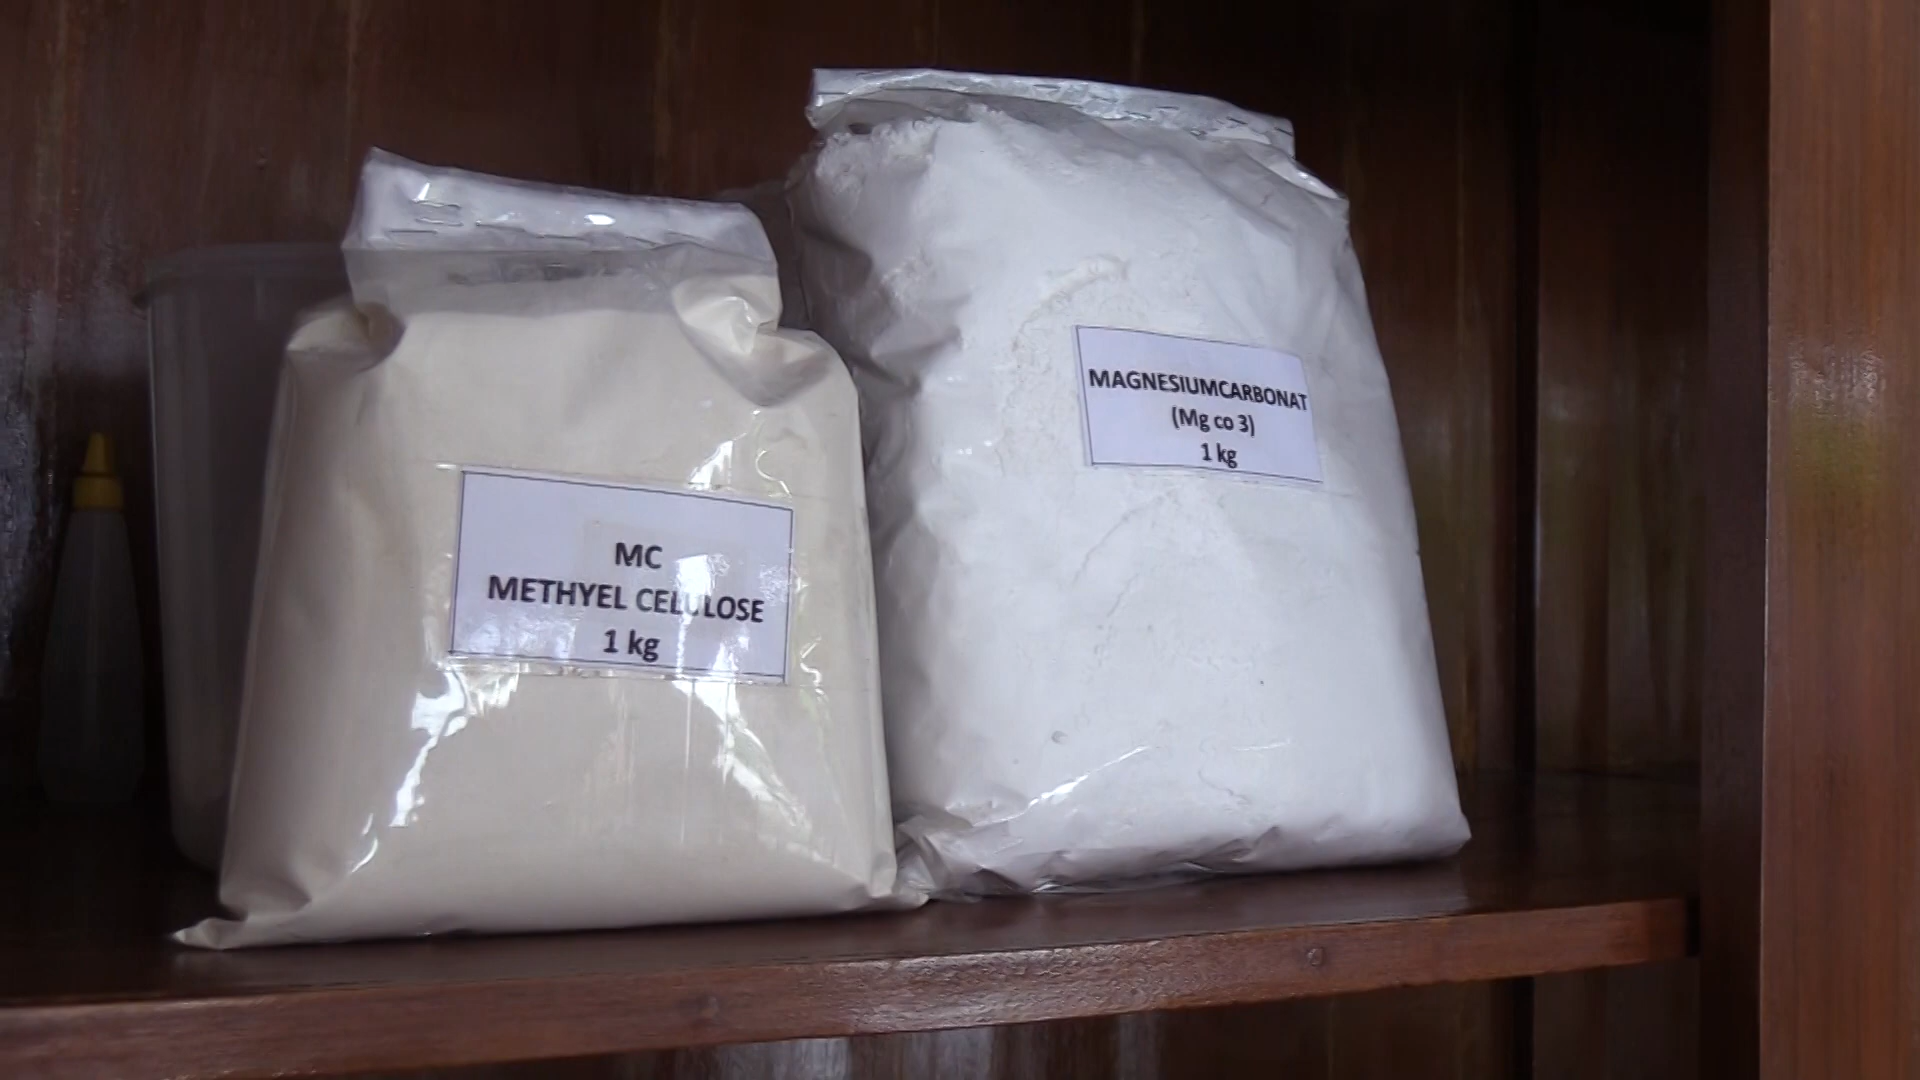 MC
METHYEL CELULOSE
1 kg
MAGNESIUMCARBONAT
(Mg co 3)
1 kg